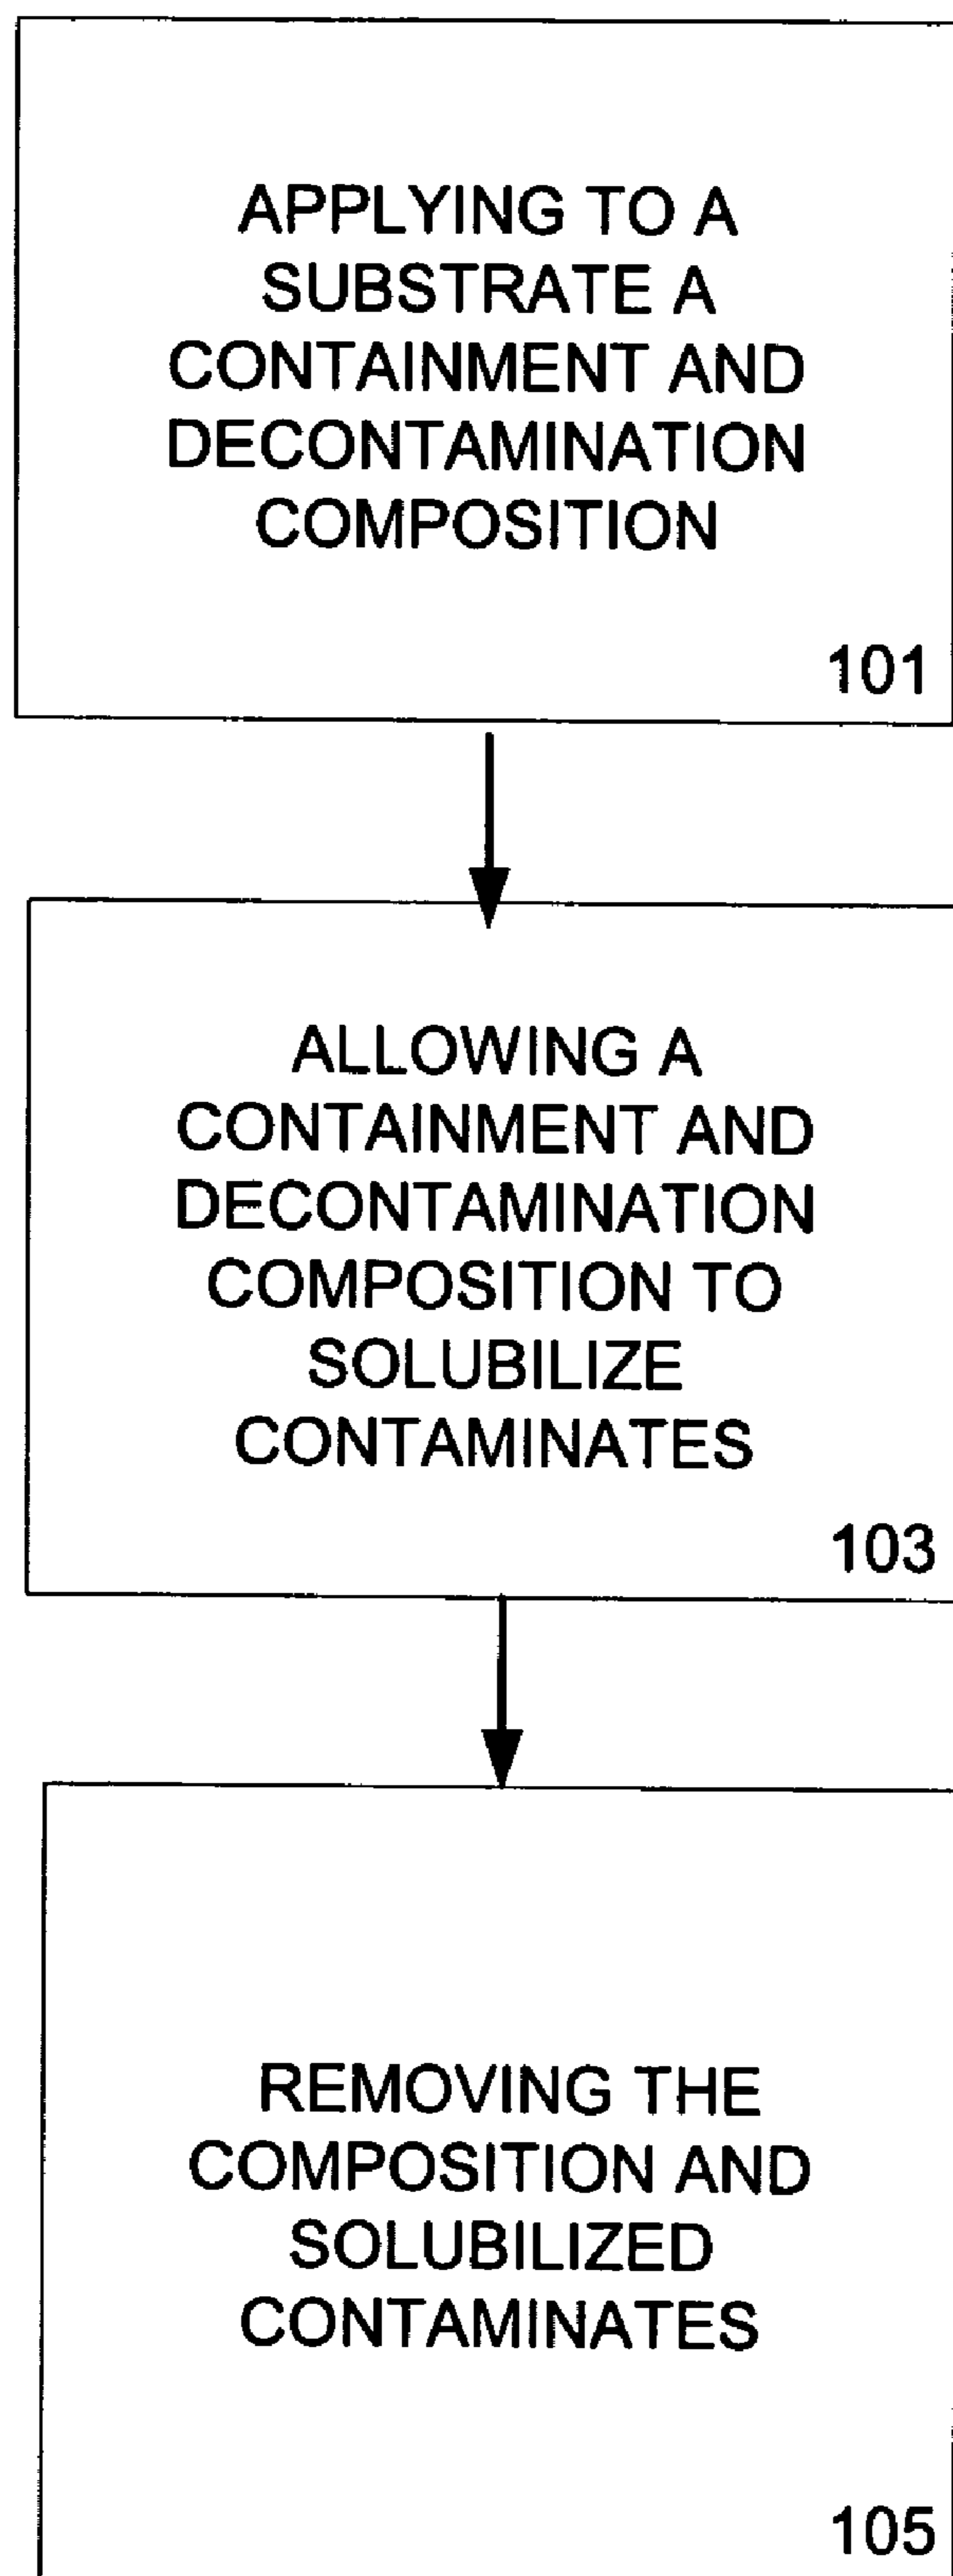 APPLYING TO A
SUBSTRATE A
CONTAINMENT AND
DECONTAMINATION
COMPOSITION
101
ALLOWING A
CONTAINMENT AND
DECONTAMINATION
COMPOSITION TO
SOLUBILIZE
CONTAMINATES
103
REMOVING THE
COMPOSITION AND
SOLUBILIZED
CONTAMINATES
105